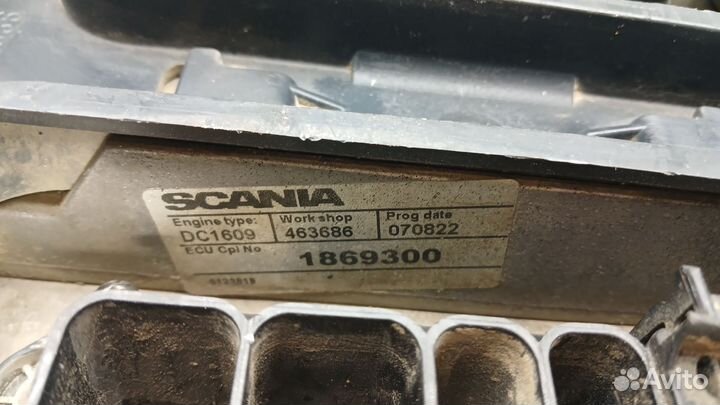 SCANIA
Engine type: Work shop Prog date
DC1609 463686 070822
ECU Cpl No
1869300
Avito